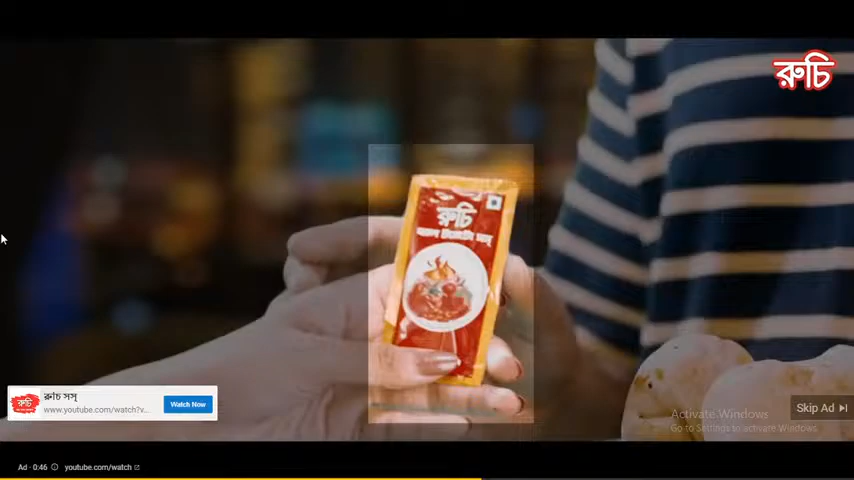 রুচি
রুচি
রুচি
রুচি সস্
www.youtube.com/watch?v...
Watch Now
Skip Ad
Activate Windows
Go to Settings to activate Windows.
Ad · 0:46
youtube.com/watch